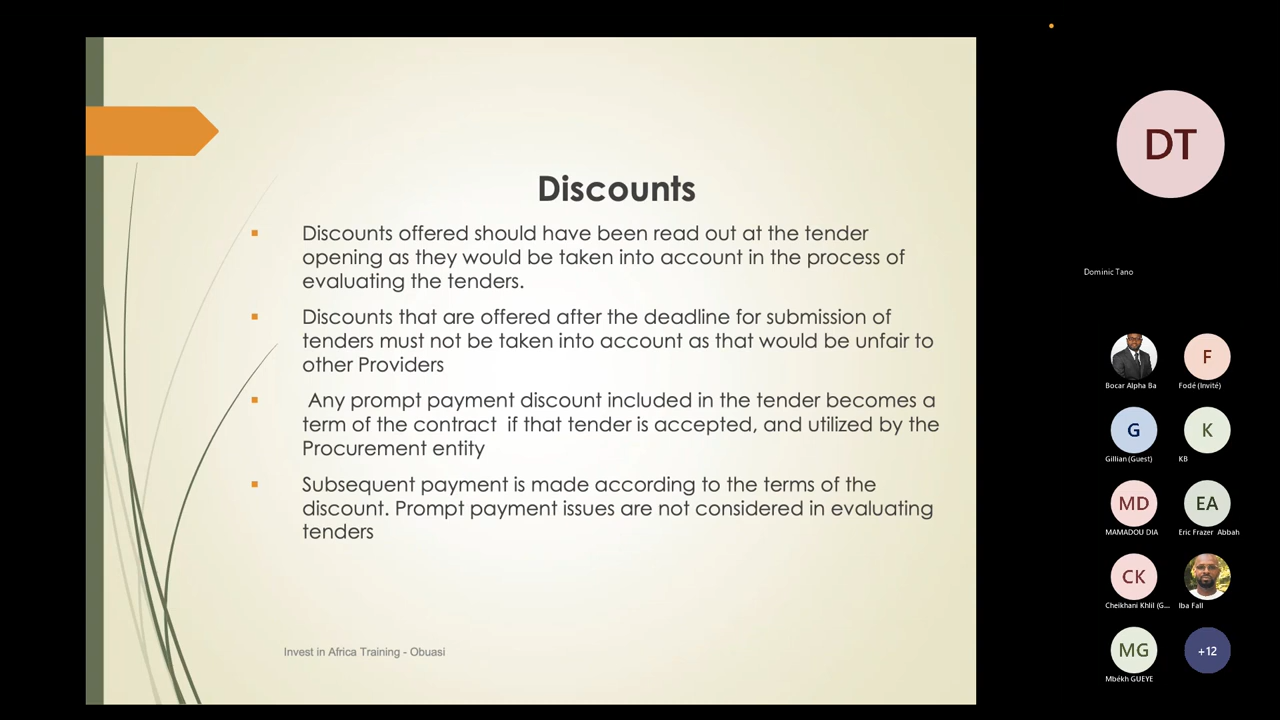 Discounts
Discounts offered should have been read out at the tender
opening as they would be taken into account in the process of
evaluating the tenders.
Discounts that are offered after the deadline for submission of
tenders must not be taken into account as that would be unfair to
other Providers
Any prompt payment discount included in the tender becomes a
term of the contract if that tender is accepted, and utilized by the
Procurement entity
Subsequent payment is made according to the terms of the
discount. Prompt payment issues are not considered in evaluating
tenders
Invest in Africa Training - Obuasi
DT
Dominic Tano
Bocar Alpha Ba
F
Fodé (Invité)
G
Gillian (Guest)
K
KB
MD
MAMADOU DIA
EA
Eric Frazer Abbah
CK
Cheikhani Khlil (G...
Iba Fall
MG
Mbékh GUEYE
+12